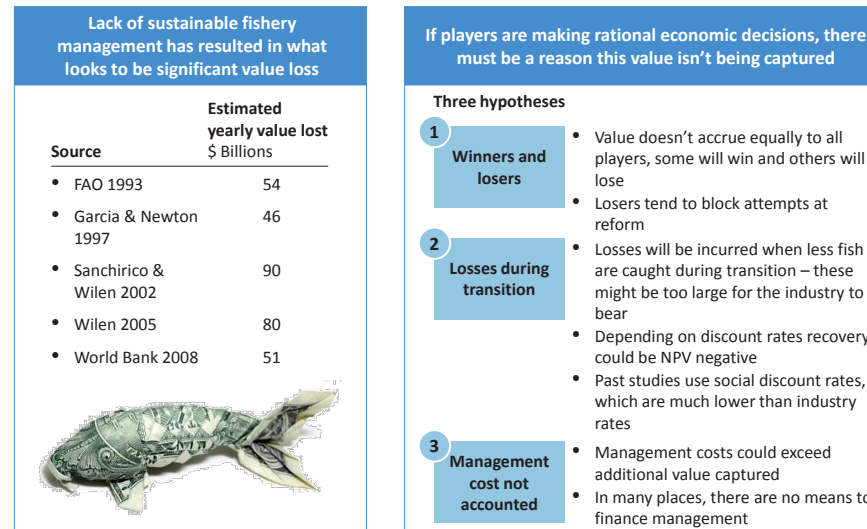 Lack of sustainable fishery
management has resulted in what
looks to be significant value loss
Estimated
yearly value lost
Source $ Billions
• FAO 1993 54
• Garcia & Newton 46
1997
• Sanchirico & 90
Wilen 2002
• Wilen 2005 80
• World Bank 2008 51
If players are making rational economic decisions, there
must be a reason this value isn't being captured
Three hypotheses
1
Winners and
losers
• Value doesn't accrue equally to all
players, some will win and others will
lose
• Losers tend to block attempts at
reform
2
Losses during
transition
• Losses will be incurred when less fish
are caught during transition – these
might be too large for the industry to
bear
• Depending on discount rates recovery
could be NPV negative
• Past studies use social discount rates,
which are much lower than industry
rates
3
Management
cost not
accounted
• Management costs could exceed
additional value captured
• In many places, there are no means to
finance management